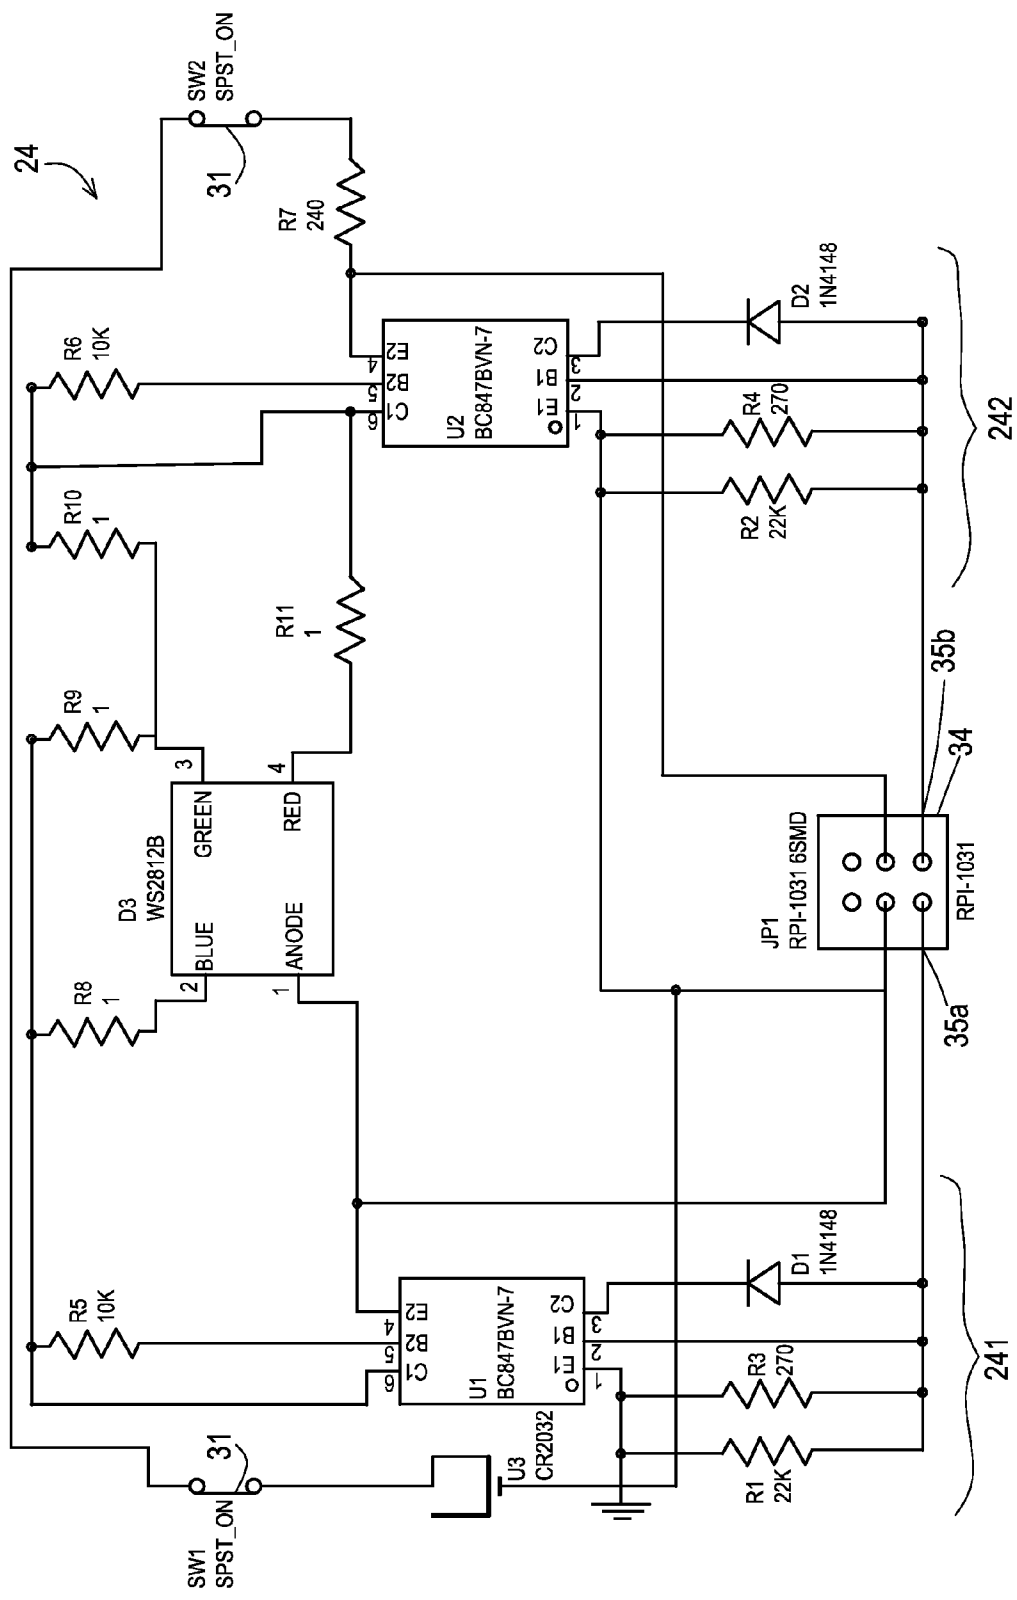 24
SW2
SPST_ON
31
R7
240
R6
10K
R10
1
R9
1
R8
1
R5
10K
R11
1
D3
WS2812B
BLUE
GREEN
ANODE
RED
2
3
1
4
U2
BC847BVN-7
C1
B2
E2
6
5
4
E1
B1
C2
1
2
3
D2
1N4148
R4
270
R2
22K
242
35b
34
JP1
RPI-1031 6SMD
RPI-1031
35a
U1
BC847BVN-7
C1
B2
E2
6
5
4
E1
B1
C2
1
2
3
D1
1N4148
R3
270
R1
22K
241
SW1
SPST_ON
31
U3
CR2032